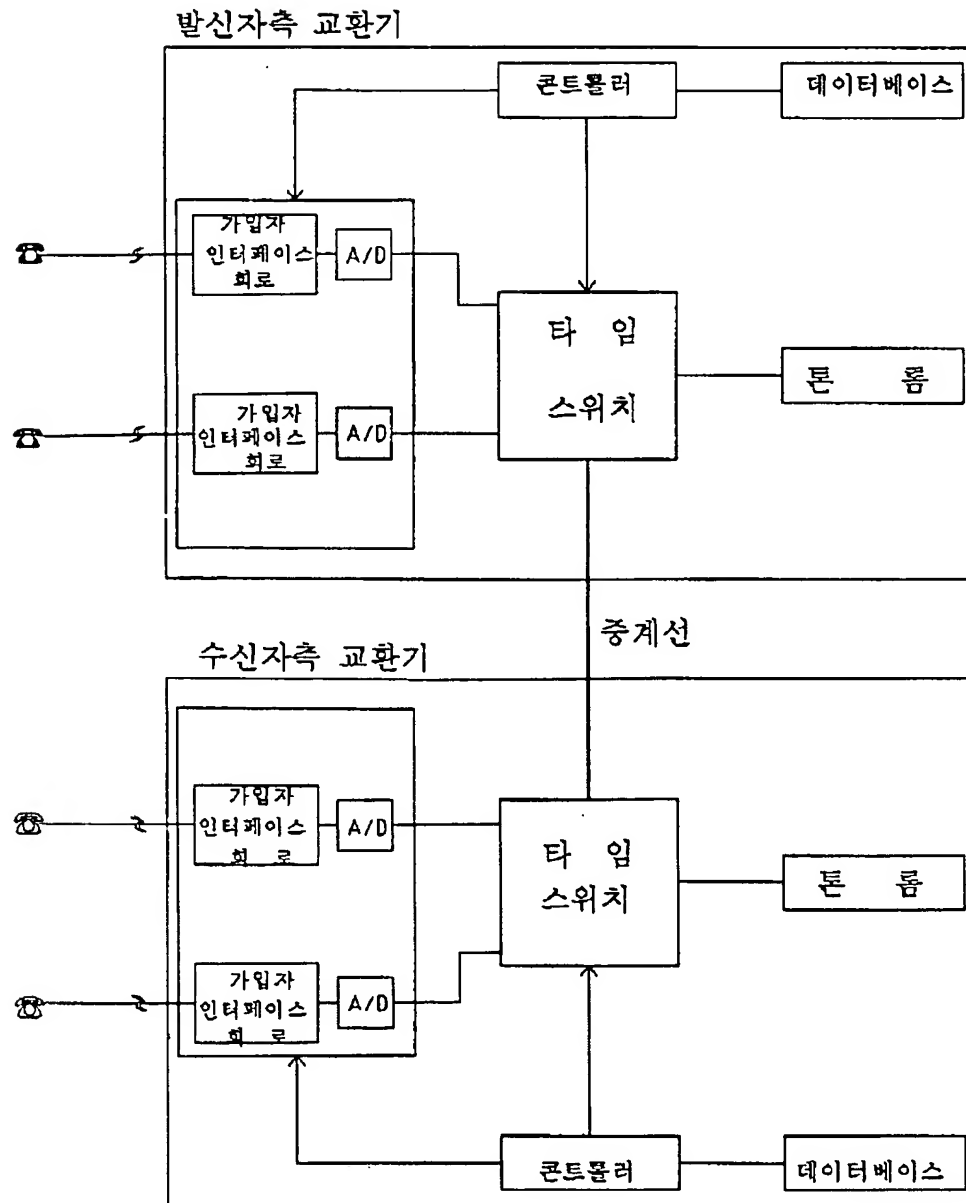 발신자측 교환기
콘트롤러
데이터베이스
가입자
인터페이스
회로
A/D
타 임
스위치
톤 롬
가입자
인터페이스
회로
A/D
중계선
수신자측 교환기
가입자
인터페이스
회 로
A/D
타 임
스위치
톤 롬
가입자
인터페이스
회 로
A/D
콘트롤러
데이터베이스